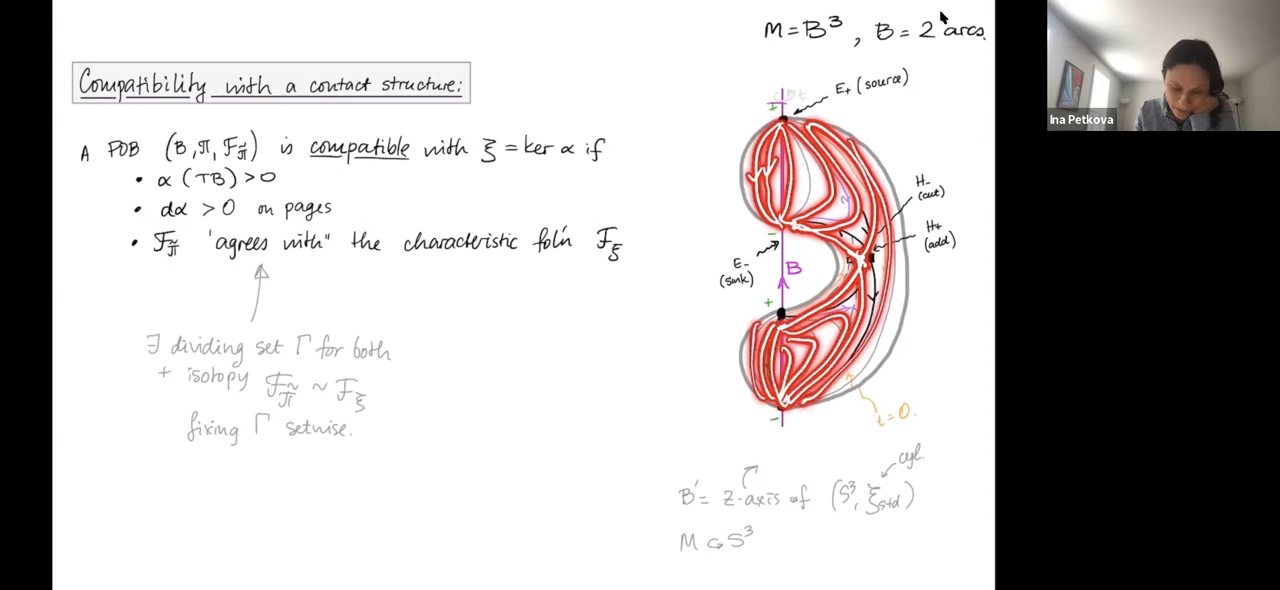 M = B³ , B = 2 arcs.
Compatibility with a contact structure:
A POB (B, π, F_π̃) is compatible with ξ = ker α if
• α (TB) > 0
• dα > 0 on pages
• F_π̃ "agrees with" the characteristic fol'n F_ξ
∃ dividing set Γ for both
+ isotopy F_π̃ ~ F_ξ
fixing Γ setwise.
E₊ (source)
+
H₋
(cut)
H₊
(add)
−
E₋
(sink)
B
+
t = 0.
−
cyl.
B' = z-axis of (S³, ξ_std)
M ⊂ S³
Ina Petkova